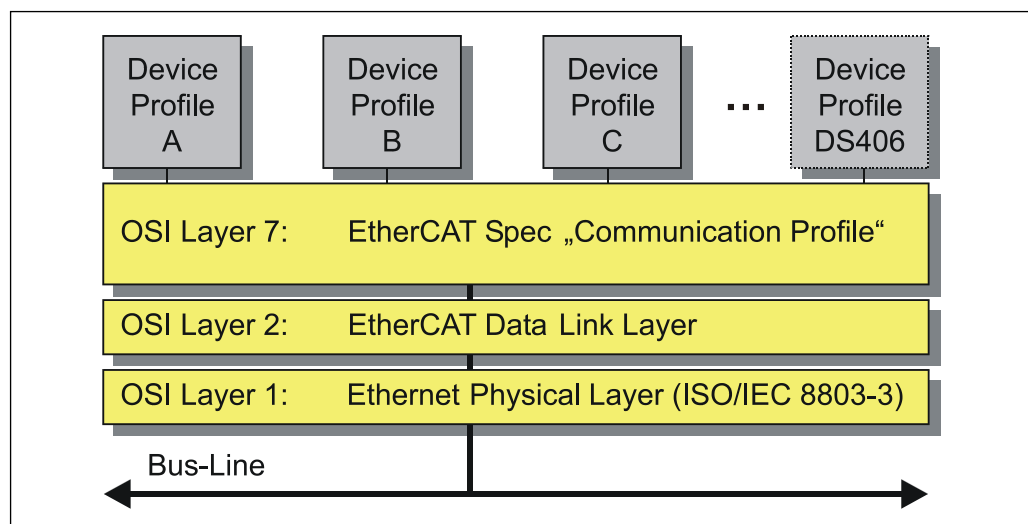 Device
Profile
A
Device
Profile
B
Device
Profile
C
...
Device
Profile
DS406
OSI Layer 7: EtherCAT Spec „Communication Profile“
OSI Layer 2: EtherCAT Data Link Layer
OSI Layer 1: Ethernet Physical Layer (ISO/IEC 8803-3)
Bus-Line